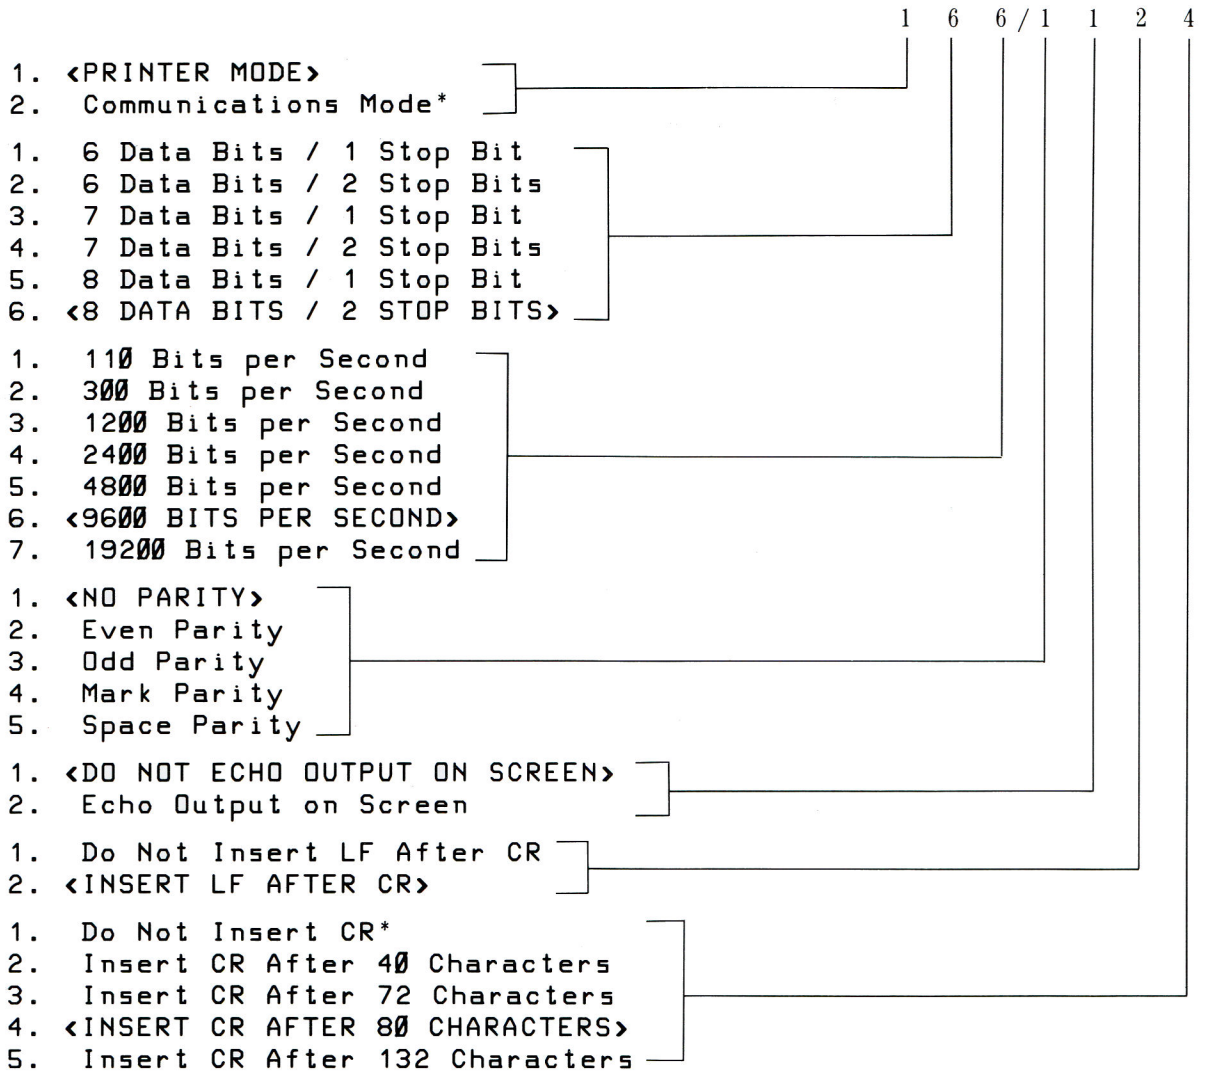 1 6 6 / 1 1 2 4
1. <PRINTER MODE>
2. Communications Mode*
1. 6 Data Bits / 1 Stop Bit
2. 6 Data Bits / 2 Stop Bits
3. 7 Data Bits / 1 Stop Bit
4. 7 Data Bits / 2 Stop Bits
5. 8 Data Bits / 1 Stop Bit
6. <8 DATA BITS / 2 STOP BITS>
1. 110 Bits per Second
2. 300 Bits per Second
3. 1200 Bits per Second
4. 2400 Bits per Second
5. 4800 Bits per Second
6. <9600 BITS PER SECOND>
7. 19200 Bits per Second
1. <NO PARITY>
2. Even Parity
3. Odd Parity
4. Mark Parity
5. Space Parity
1. <DO NOT ECHO OUTPUT ON SCREEN>
2. Echo Output on Screen
1. Do Not Insert LF After CR
2. <INSERT LF AFTER CR>
1. Do Not Insert CR*
2. Insert CR After 40 Characters
3. Insert CR After 72 Characters
4. <INSERT CR AFTER 80 CHARACTERS>
5. Insert CR After 132 Characters